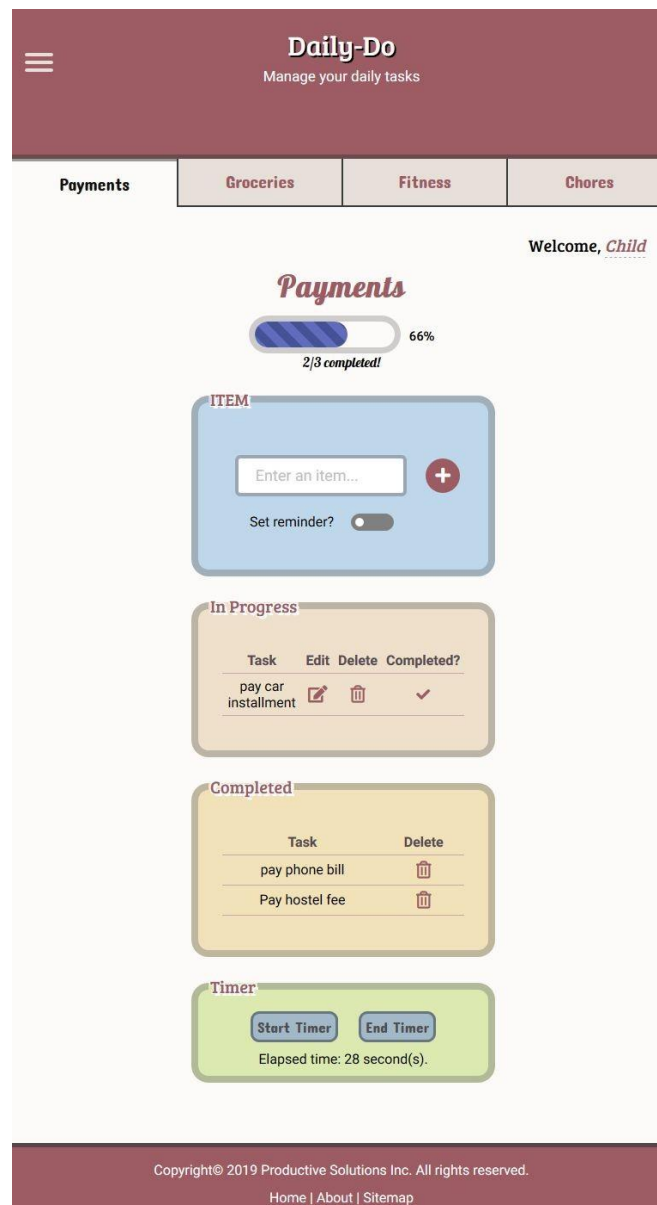 Daily-Do
Manage your daily tasks
Payments Groceries Fitness Chores
Welcome, Child
Payments
66%
2/3 completed!
ITEM
Enter an item...
Set reminder?
In Progress
Task Edit Delete Completed?
pay car
installment
Completed
Task Delete
pay phone bill
Pay hostel fee
Timer
Start Timer End Timer
Elapsed time: 28 second(s).
Copyright© 2019 Productive Solutions Inc. All rights reserved.
Home | About | Sitemap